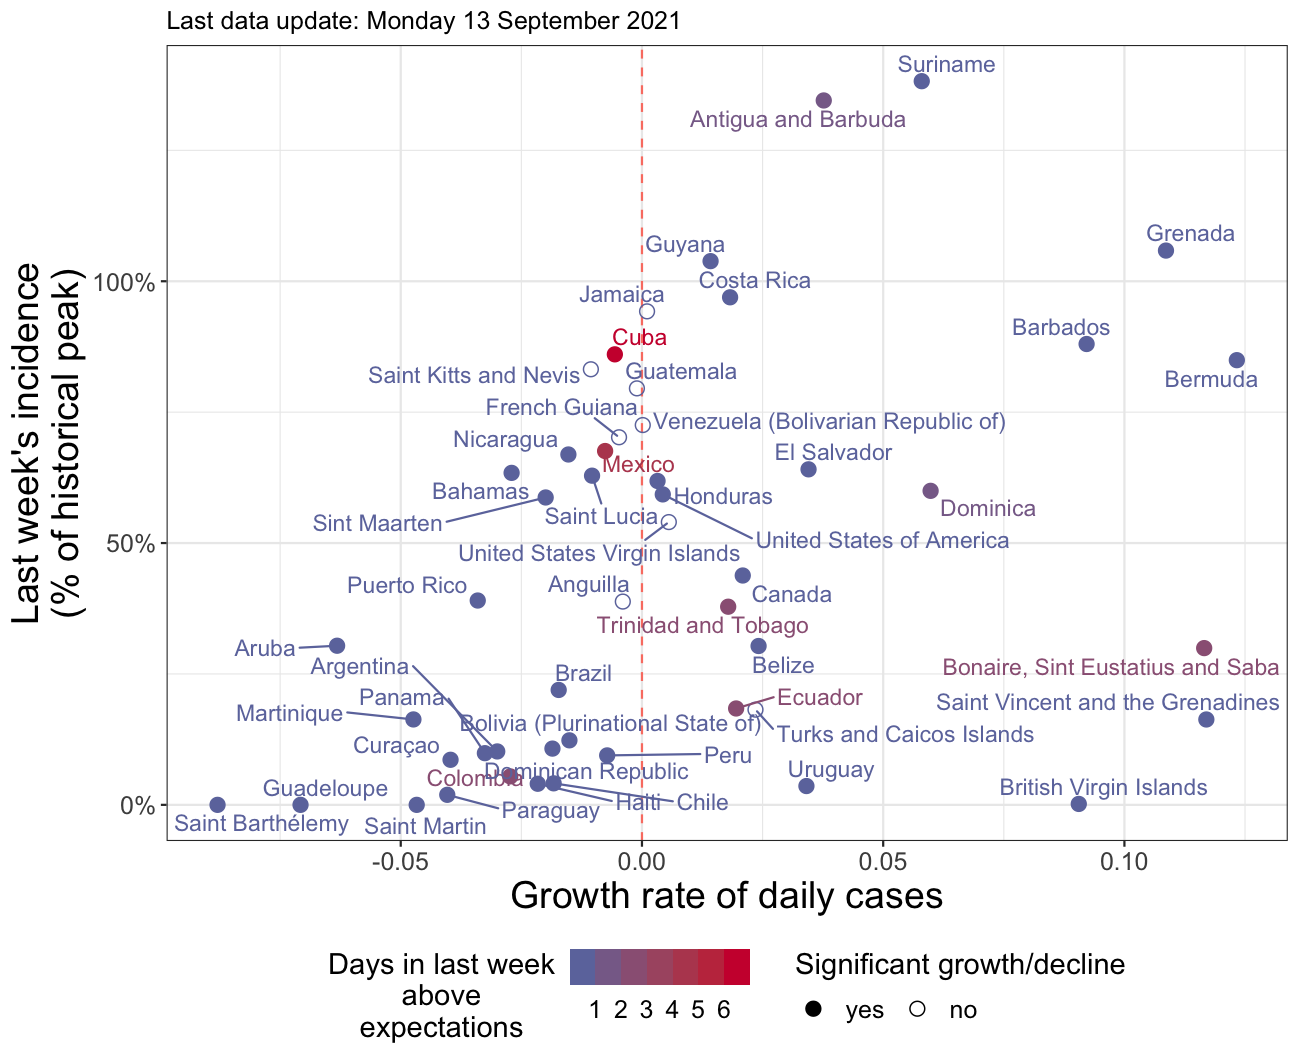 Last data update: Monday 13 September 2021
Last week's incidence
(% of historical peak)
100%
50%
0%
Suriname
Antigua and Barbuda
Grenada
Guyana
Costa Rica
Jamaica
Cuba
Barbados
Bermuda
Saint Kitts and Nevis
Guatemala
French Guiana
Venezuela (Bolivarian Republic of)
Nicaragua
El Salvador
Mexico
Bahamas
Honduras
Dominica
Sint Maarten
Saint Lucia
United States of America
United States Virgin Islands
Puerto Rico
Anguilla
Canada
Trinidad and Tobago
Aruba
Argentina
Belize
Bonaire, Sint Eustatius and Saba
Brazil
Panama
Ecuador
Saint Vincent and the Grenadines
Martinique
Bolivia (Plurinational State of)
Turks and Caicos Islands
Curaçao
Peru
Colombia
Dominican Republic
Uruguay
Guadeloupe
British Virgin Islands
Haiti
Chile
Paraguay
Saint Barthélemy
Saint Martin
-0.05
0.00
0.05
0.10
Growth rate of daily cases
Days in last week
above
expectations
1 2 3 4 5 6
Significant growth/decline
yes
no